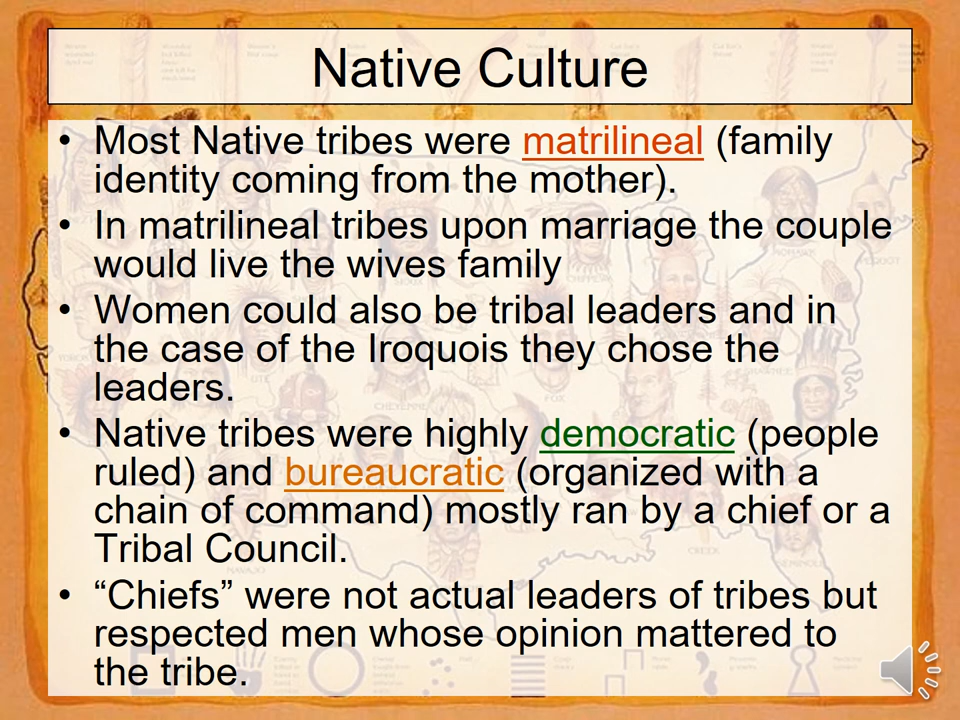 Native Culture
• Most Native tribes were matrilineal (family
identity coming from the mother).
• In matrilineal tribes upon marriage the couple
would live the wives family
• Women could also be tribal leaders and in
the case of the Iroquois they chose the
leaders.
• Native tribes were highly democratic (people
ruled) and bureaucratic (organized with a
chain of command) mostly ran by a chief or a
Tribal Council.
• “Chiefs” were not actual leaders of tribes but
respected men whose opinion mattered to
the tribe.